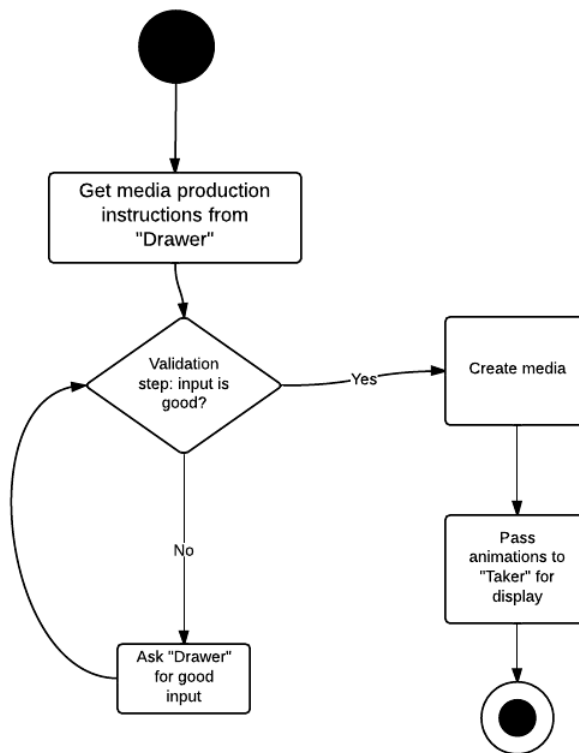 Get media production
instructions from
"Drawer"
Validation
step: input is
good?
Yes
Create media
No
Pass
animations to
"Taker" for
display
Ask "Drawer"
for good
input